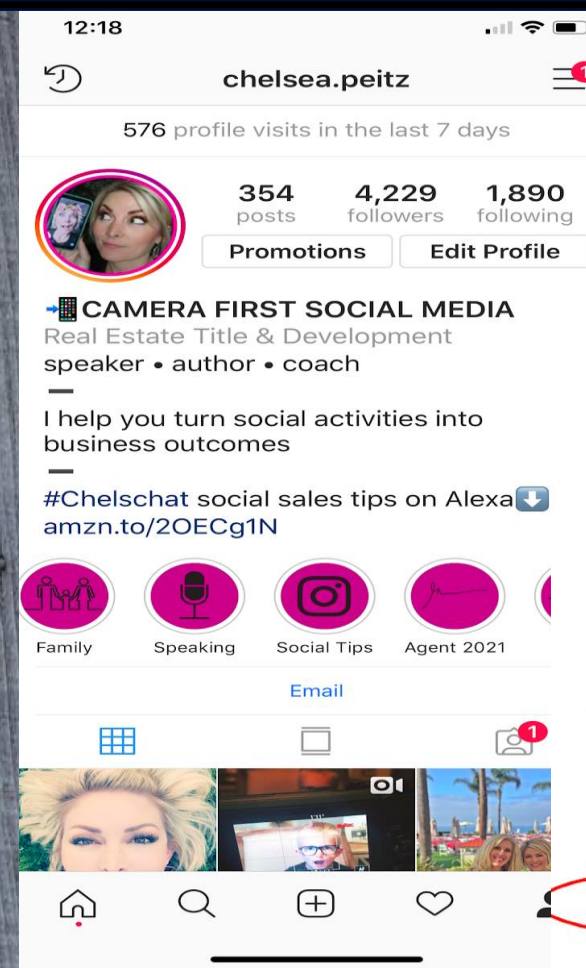 12:18
chelsea.peitz
1
576 profile visits in the last 7 days
354 4,229 1,890
posts followers following
Promotions Edit Profile
CAMERA FIRST SOCIAL MEDIA
Real Estate Title & Development
speaker • author • coach
—
I help you turn social activities into
business outcomes
—
#Chelschat social sales tips on Alexa
amzn.to/2OECg1N
Family Speaking Social Tips Agent 2021
Email
1